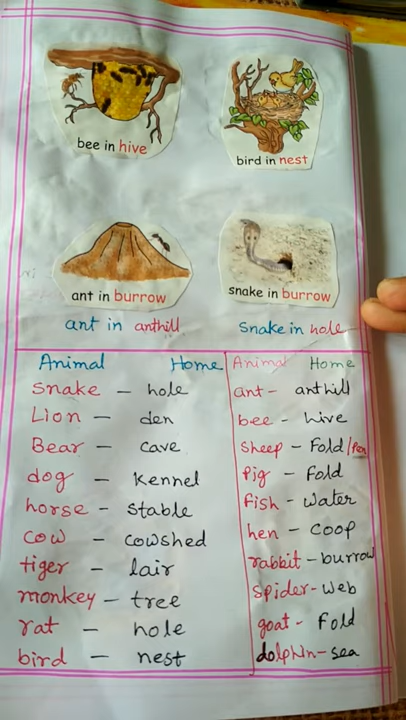 bee in hive
bird in nest
ant in burrow
snake in burrow
ant in anthill
Snake in hole
Animal Home
Snake - hole
Lion - den
Bear - cave
dog - Kennel
horse - Stable
cow - cowshed
tiger - lair
monkey - tree
rat - hole
bird - nest
Animal Home
ant - anthill
bee - hive
Sheep - Fold/Pen
Pig - Fold
Fish - Water
hen - COOP
rabbit - burrow
Spider - Web
goat - Fold
dolphin - sea